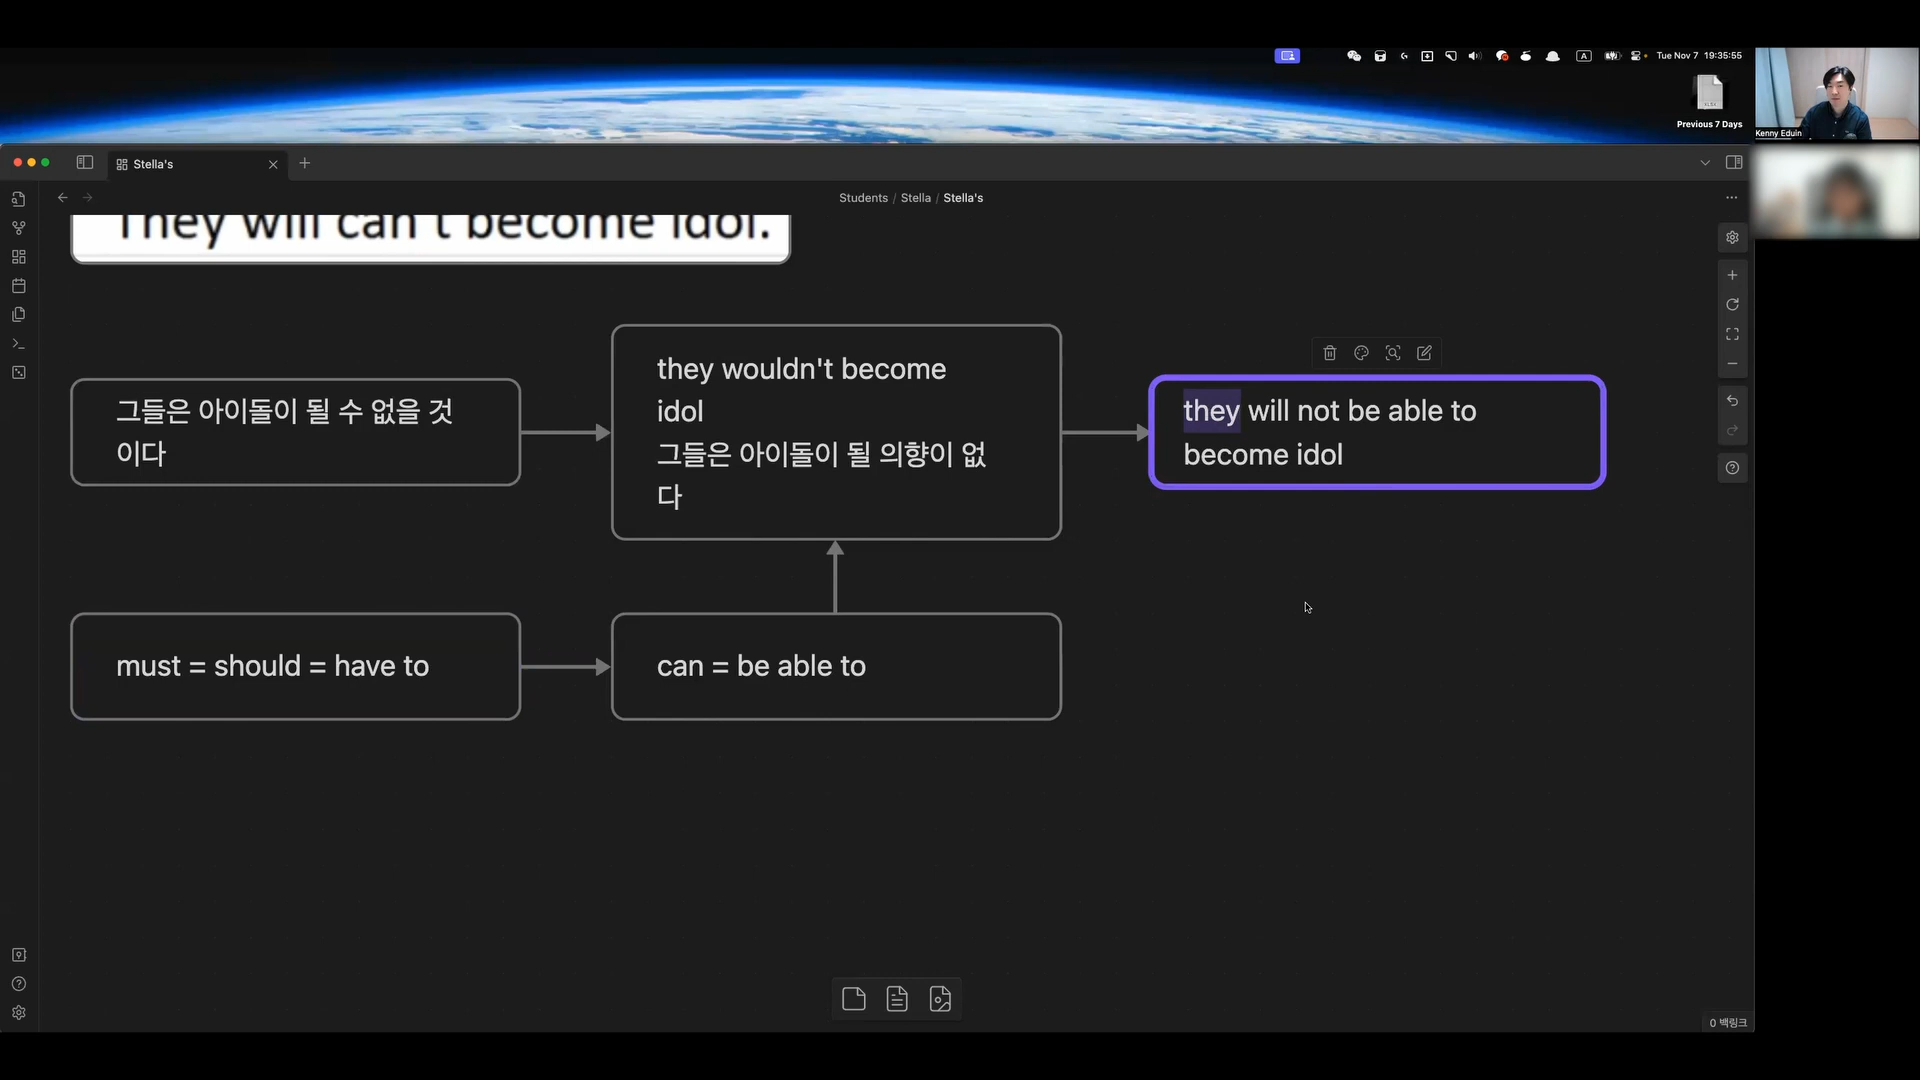 Tue Nov 7 19:35:55
XLSX
Previous 7 Days
Kenny Eduin
Stella's
Students / Stella / Stella's
They will can't become idol.
그들은 아이돌이 될 수 없을 것
이다
they wouldn't become
idol
그들은 아이돌이 될 의향이 없
다
they will not be able to
become idol
must = should = have to
can = be able to
0 백링크